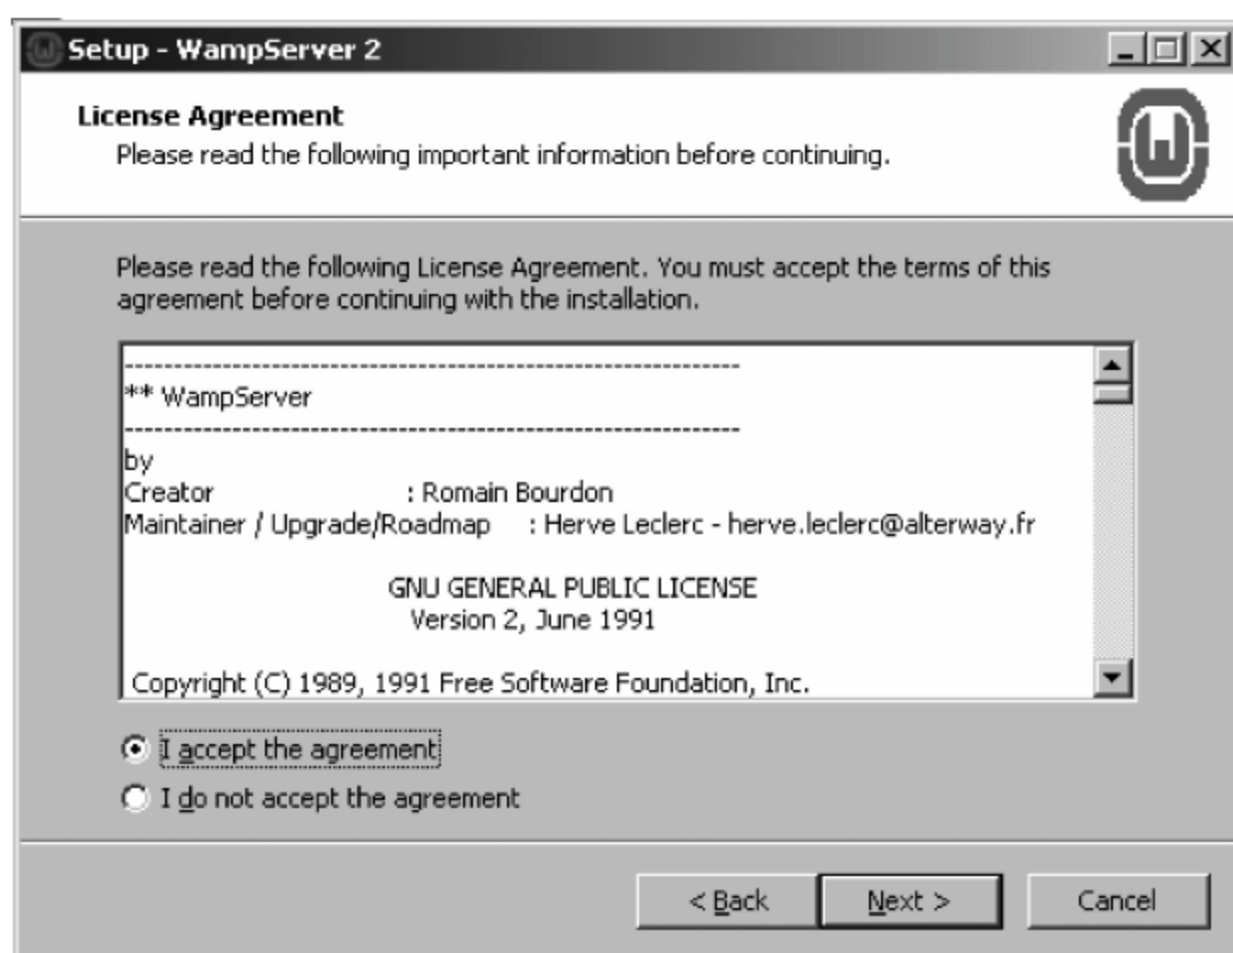 Setup - WampServer 2
License Agreement
Please read the following important information before continuing.
Please read the following License Agreement. You must accept the terms of this
agreement before continuing with the installation.
------------------------------------------------------------
** WampServer
------------------------------------------------------------
by
Creator : Romain Bourdon
Maintainer / Upgrade/Roadmap : Herve Leclerc - herve.leclerc@alterway.fr
GNU GENERAL PUBLIC LICENSE
Version 2, June 1991
Copyright (C) 1989, 1991 Free Software Foundation, Inc.
I accept the agreement
I do not accept the agreement
< Back Next > Cancel